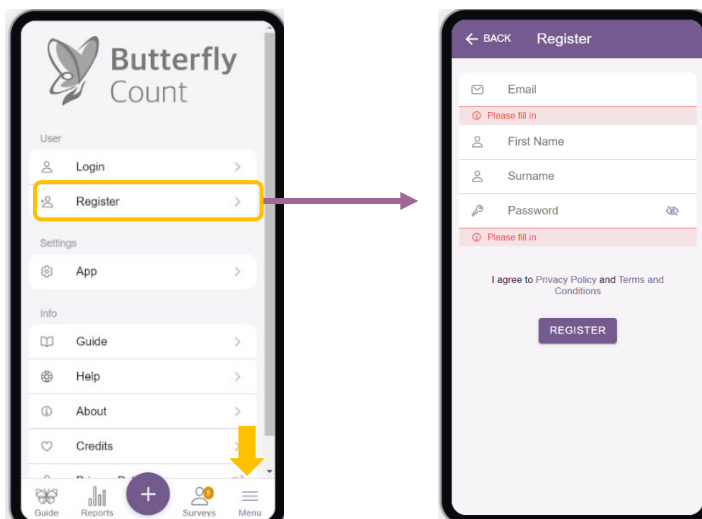 Butterfly
Count
User
Login
Register
Settings
App
Info
Guide
Help
About
Credits
Guide
Reports
+
5
Surveys
Menu
BACK Register
Email
Please fill in
First Name
Surname
Password
Please fill in
I agree to Privacy Policy and Terms and
Conditions
REGISTER